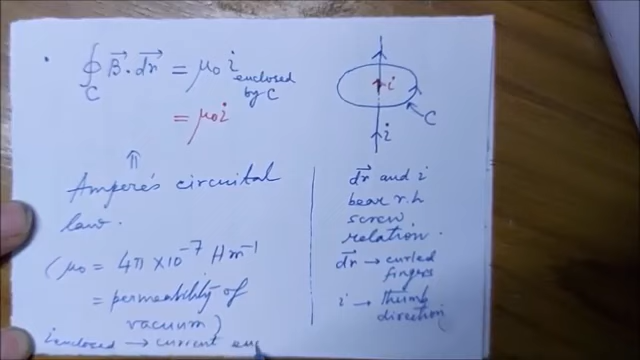 ∮ B⃗ · dr⃗ = μ₀ i enclosed by C
C
= μ₀i
⇑
Ampere's circuital
law.
(μ₀ = 4π × 10⁻⁷ Hm⁻¹
= permeability of
vacuum)
i enclosed → current enc
i
C
i
dr⃗ and i
bear r.h
screw
relation.
dr⃗ → curled
fingers
i → thumb
direction